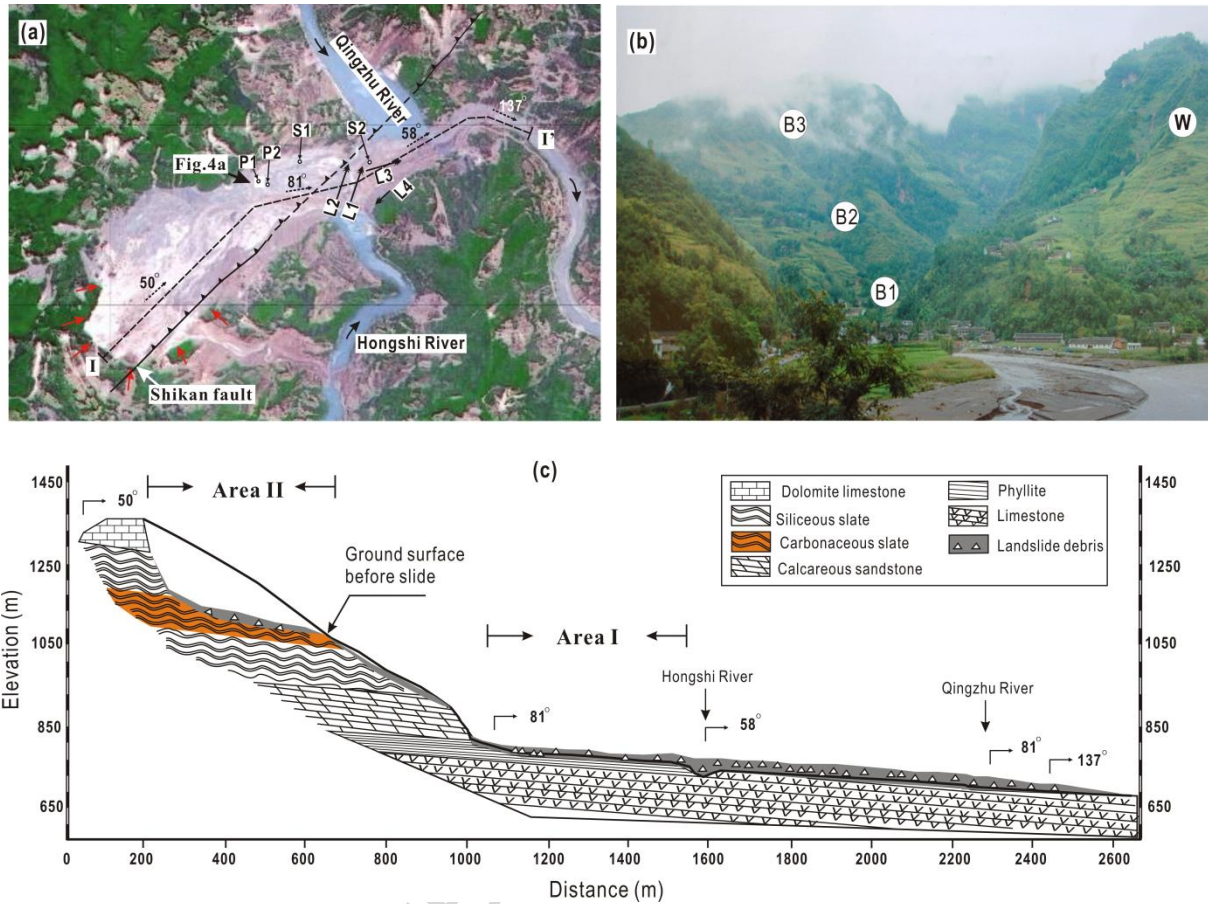 (a)
Qingzhu River
137°
58°
I'
S1
S2
P1
P2
Fig.4a
81°
L3
L4
L2
L1
50°
Hongshi River
I
Shikan fault
(b)
B3
W
B2
B1
(c)
1450
1250
1050
850
650
Elevation (m)
50°
Area II
Ground surface
before slide
Area I
Hongshi River
Qingzhu River
81°
58°
81°
137°
Dolomite limestone
Siliceous slate
Carbonaceous slate
Calcareous sandstone
Phyllite
Limestone
Landslide debris
1450
1250
1050
850
650
Elevation (m)
0 200 400 600 800 1000 1200 1400 1600 1800 2000 2200 2400 2600
Distance (m)